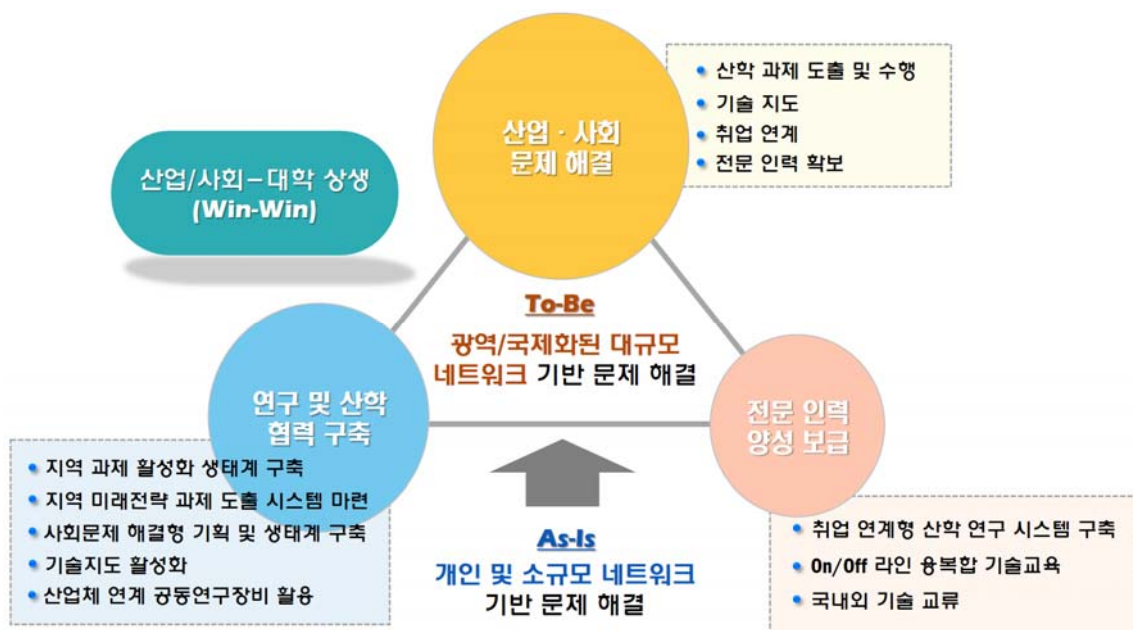 산업 · 사회
문제 해결
• 산학 과제 도출 및 수행
• 기술 지도
• 취업 연계
• 전문 인력 확보
산업/사회–대학 상생
(Win-Win)
To-Be
광역/국제화된 대규모
네트워크 기반 문제 해결
연구 및 산학
협력 구축
• 지역 과제 활성화 생태계 구축
• 지역 미래전략 과제 도출 시스템 마련
• 사회문제 해결형 기획 및 생태계 구축
• 기술지도 활성화
• 산업체 연계 공동연구장비 활용
As-Is
개인 및 소규모 네트워크
기반 문제 해결
전문 인력
양성 보급
• 취업 연계형 산학 연구 시스템 구축
• On/Off 라인 융복합 기술교육
• 국내외 기술 교류